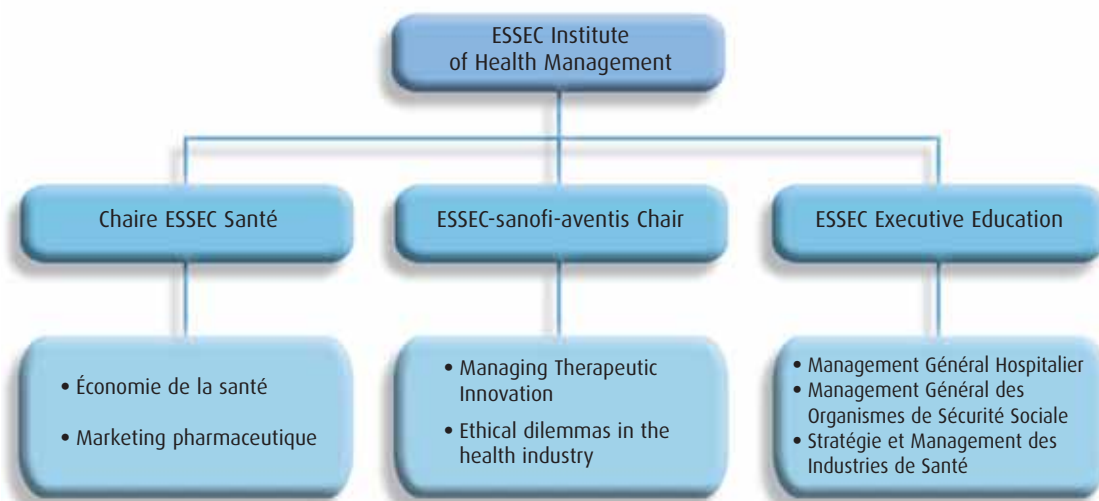 ESSEC Institute
of Health Management
Chaire ESSEC Santé
ESSEC-sanofi-aventis Chair
ESSEC Executive Education
• Économie de la santé
• Marketing pharmaceutique
• Managing Therapeutic
Innovation
• Ethical dilemmas in the
health industry
• Management Général Hospitalier
• Management Général des
Organismes de Sécurité Sociale
• Stratégie et Management des
Industries de Santé